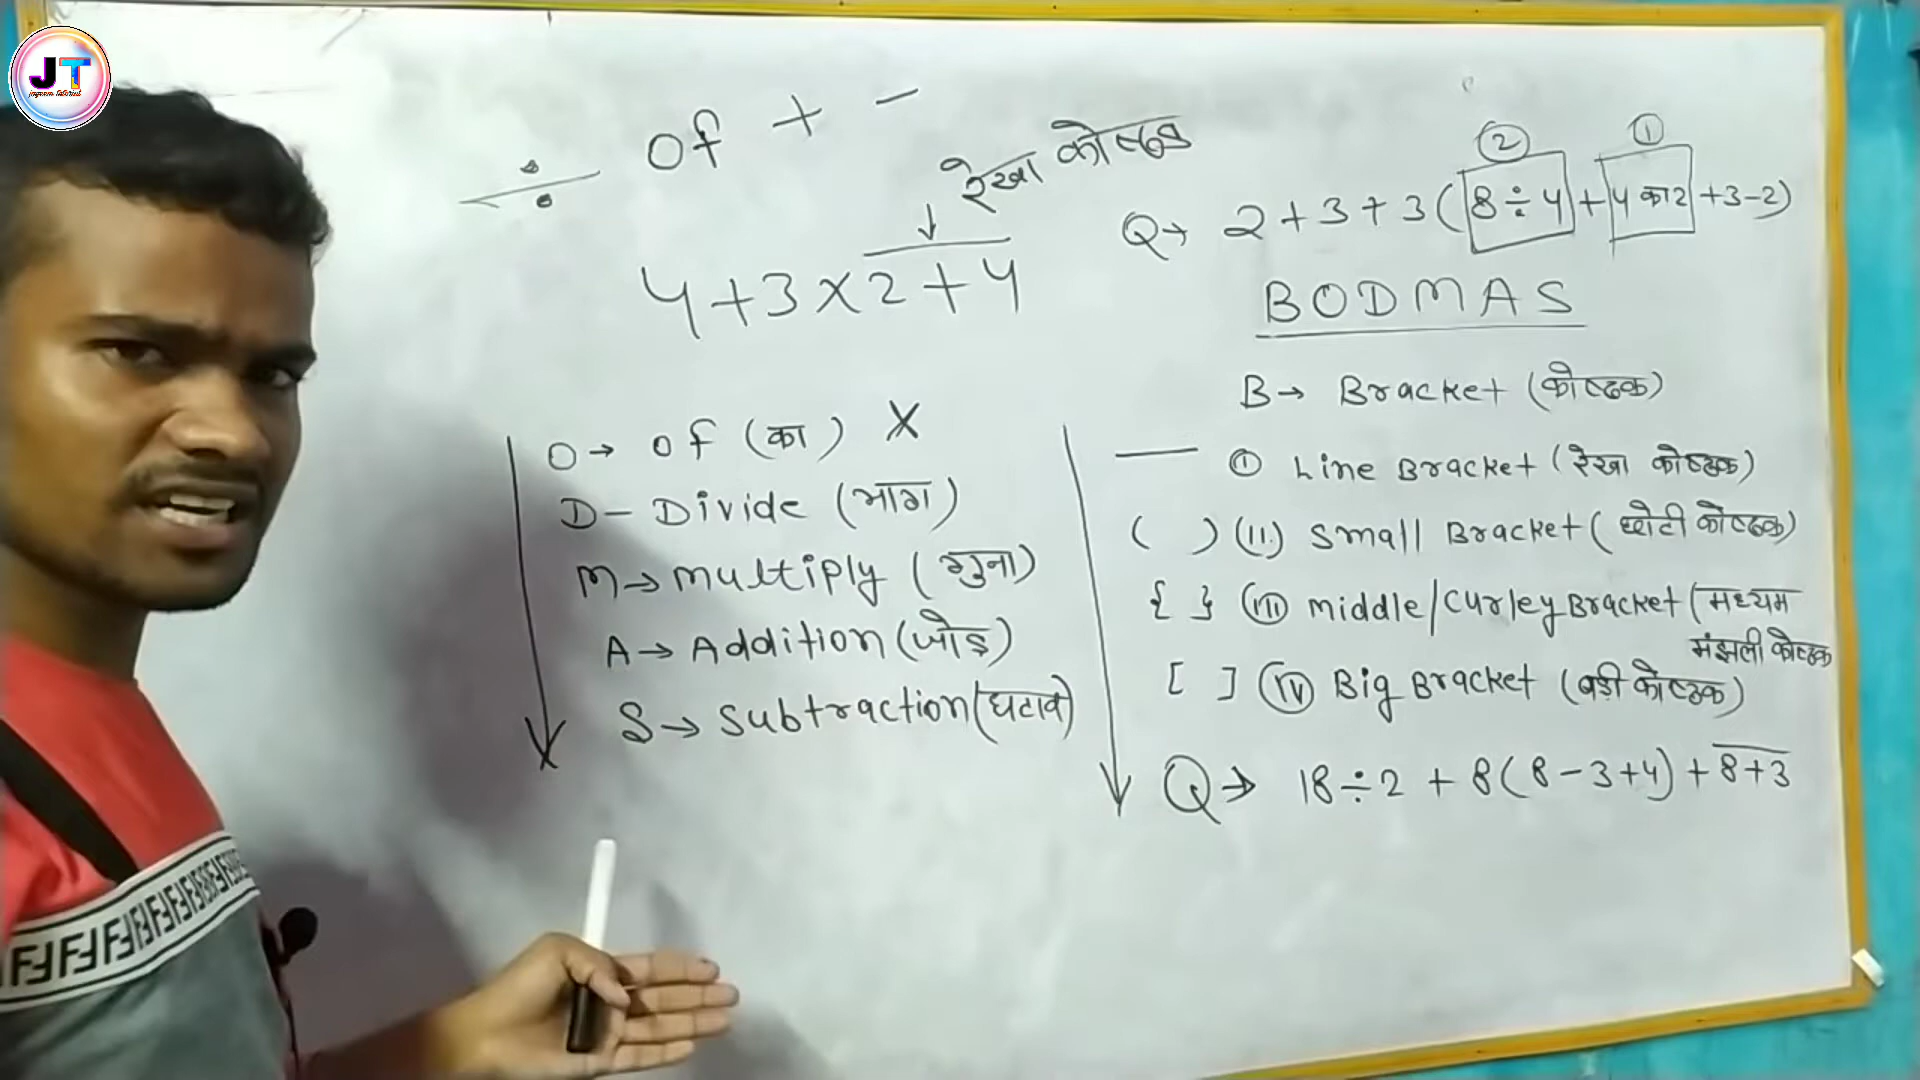 JT
÷ of + -
रेखा कोष्ठक
↓
4+3×2+4
② ①
Q→ 2+3+3(8÷4+4 का 2+3-2)
BODMAS
B→ Bracket (कोष्ठक)
O→ of (का) X
D- Divide (भाग)
M→ Multiply (गुना)
A→ Addition (जोड़)
S→ Subtraction (घटाव)
— ① Line Bracket (रेखा कोष्ठक)
( ) (ii) Small Bracket (छोटी कोष्ठक)
{ } (iii) Middle/Curley Bracket (मध्यम
मंझली कोष्ठक
[ ] (iv) Big Bracket (बड़ी कोष्ठक)
Q→ 18÷2 + 8(8-3+4)+8+3